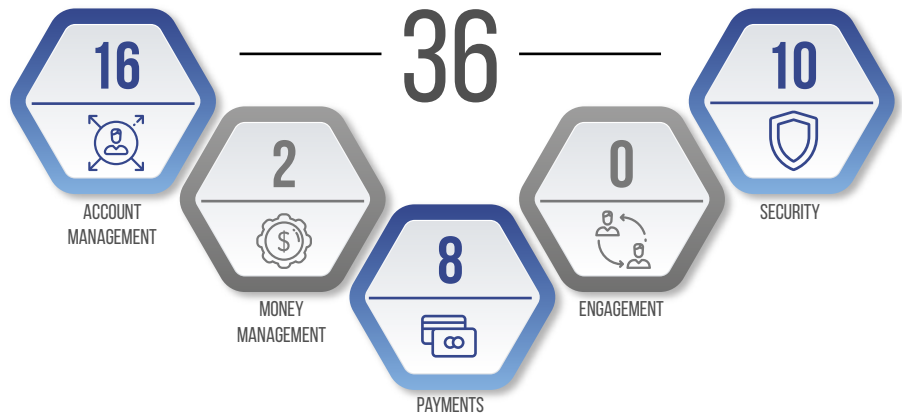 36
16
ACCOUNT
MANAGEMENT
2
$
MONEY
MANAGEMENT
8
PAYMENTS
0
ENGAGEMENT
10
SECURITY